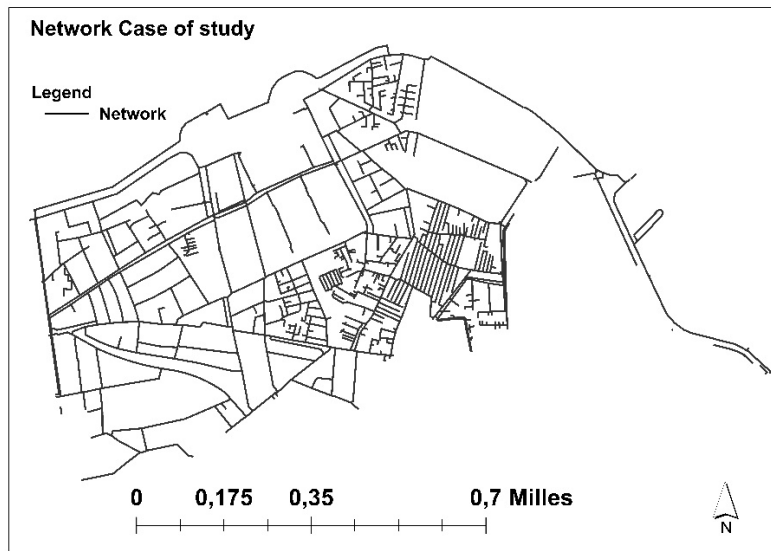 Network Case of study
Legend
Network
0 0,175 0,35 0,7 Milles
N